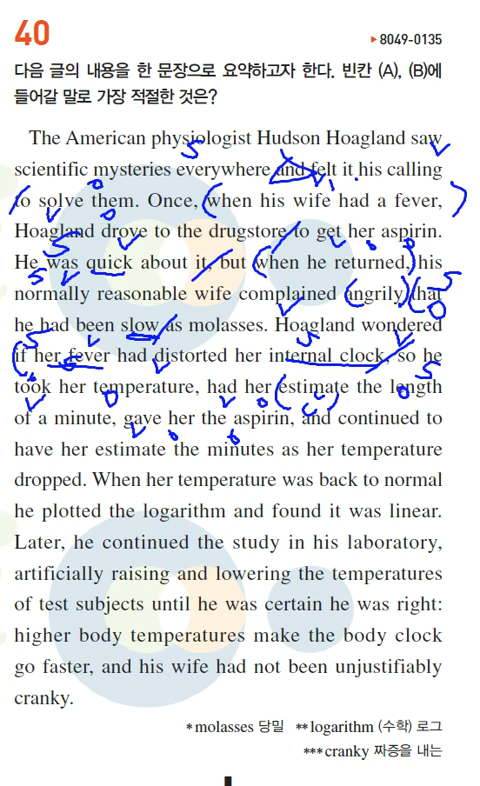 40
▸8049-0135
다음 글의 내용을 한 문장으로 요약하고자 한다. 빈칸 (A), (B)에
들어갈 말로 가장 적절한 것은?
The American physiologist Hudson Hoagland saw
scientific mysteries everywhere and felt it his calling
to solve them. Once, when his wife had a fever,
Hoagland drove to the drugstore to get her aspirin.
He was quick about it, but when he returned, his
normally reasonable wife complained angrily that
he had been slow as molasses. Hoagland wondered
if her fever had distorted her internal clock, so he
took her temperature, had her estimate the length
of a minute, gave her the aspirin, and continued to
have her estimate the minutes as her temperature
dropped. When her temperature was back to normal
he plotted the logarithm and found it was linear.
Later, he continued the study in his laboratory,
artificially raising and lowering the temperatures
of test subjects until he was certain he was right:
higher body temperatures make the body clock
go faster, and his wife had not been unjustifiably
cranky.
*molasses 당밀 **logarithm (수학) 로그
***cranky 짜증을 내는